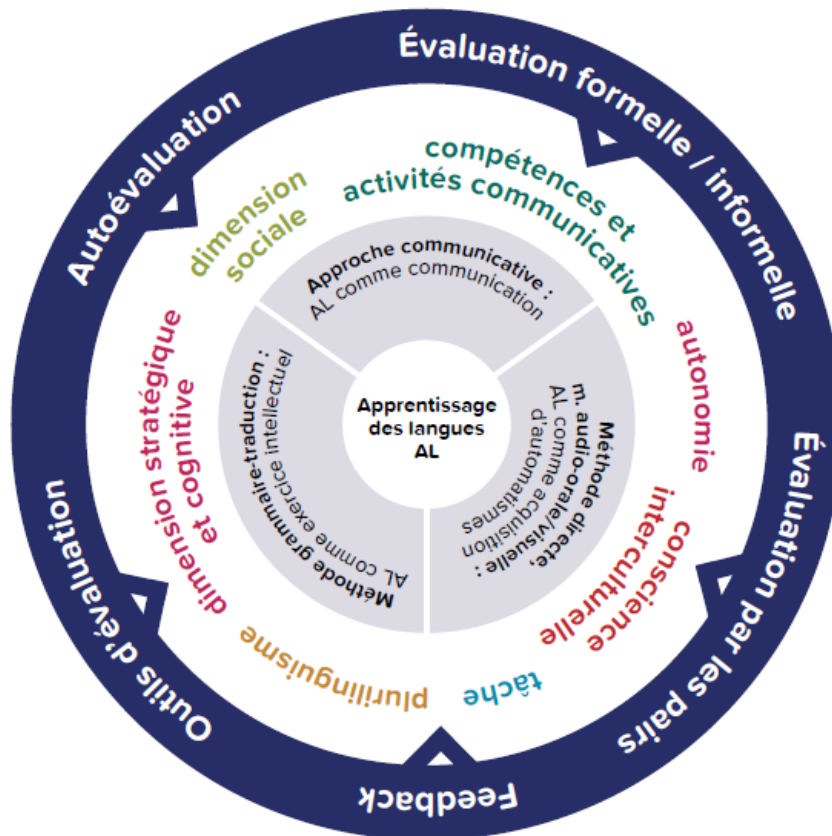 Évaluation formelle / informelle
Évaluation par les pairs
Feedback
Outils d'évaluation
Autoévaluation
compétences et
activités communicatives
autonomie
conscience
interculturelle
tâche
plurilinguisme
dimension stratégique
et cognitive
dimension
sociale
Approche communicative :
AL comme communication
Méthode directe,
m. audio-orale/visuelle :
AL comme acquisition
d'automatismes
Méthode grammaire-traduction :
AL comme exercice intellectuel
Apprentissage
des langues
AL